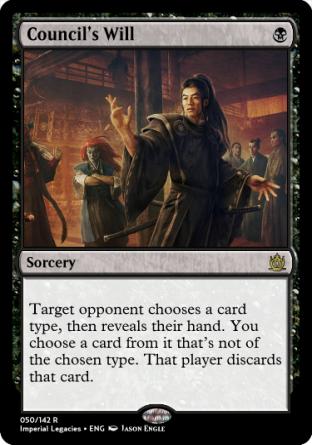 Council's Will
Sorcery
Target opponent chooses a card
type, then reveals their hand. You
choose a card from it that's not of
the chosen type. That player discards
that card.
050/142 R
Imperial Legacies • ENG Jason Engle